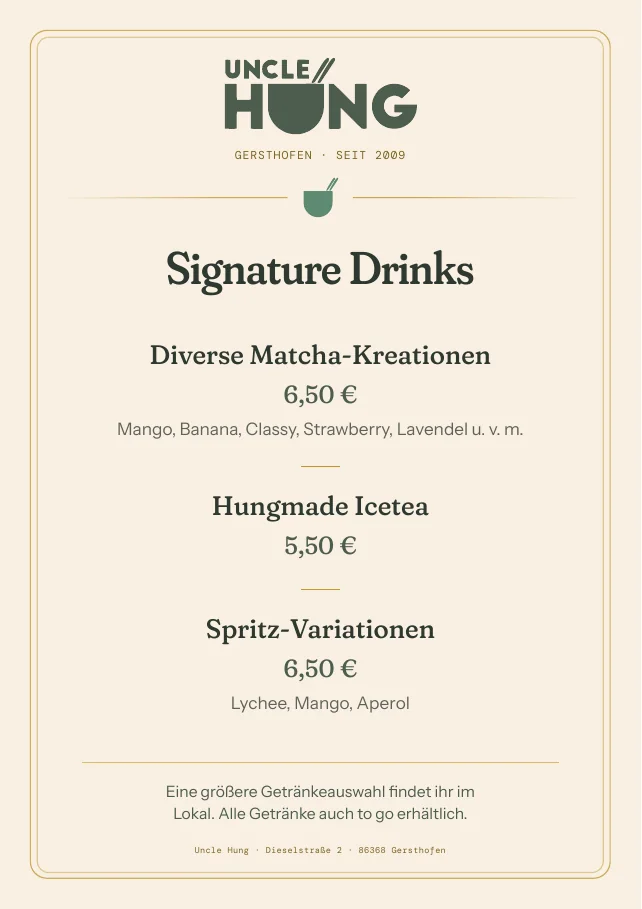 UNCLE
HUNG
GERSTHOFEN · SEIT 2009
Signature Drinks
Diverse Matcha-Kreationen
6,50 €
Mango, Banana, Classy, Strawberry, Lavendel u. v. m.
Hungmade Icetea
5,50 €
Spritz-Variationen
6,50 €
Lychee, Mango, Aperol
Eine größere Getränkeauswahl findet ihr im
Lokal. Alle Getränke auch to go erhältlich.
Uncle Hung · Dieselstraße 2 · 86368 Gersthofen